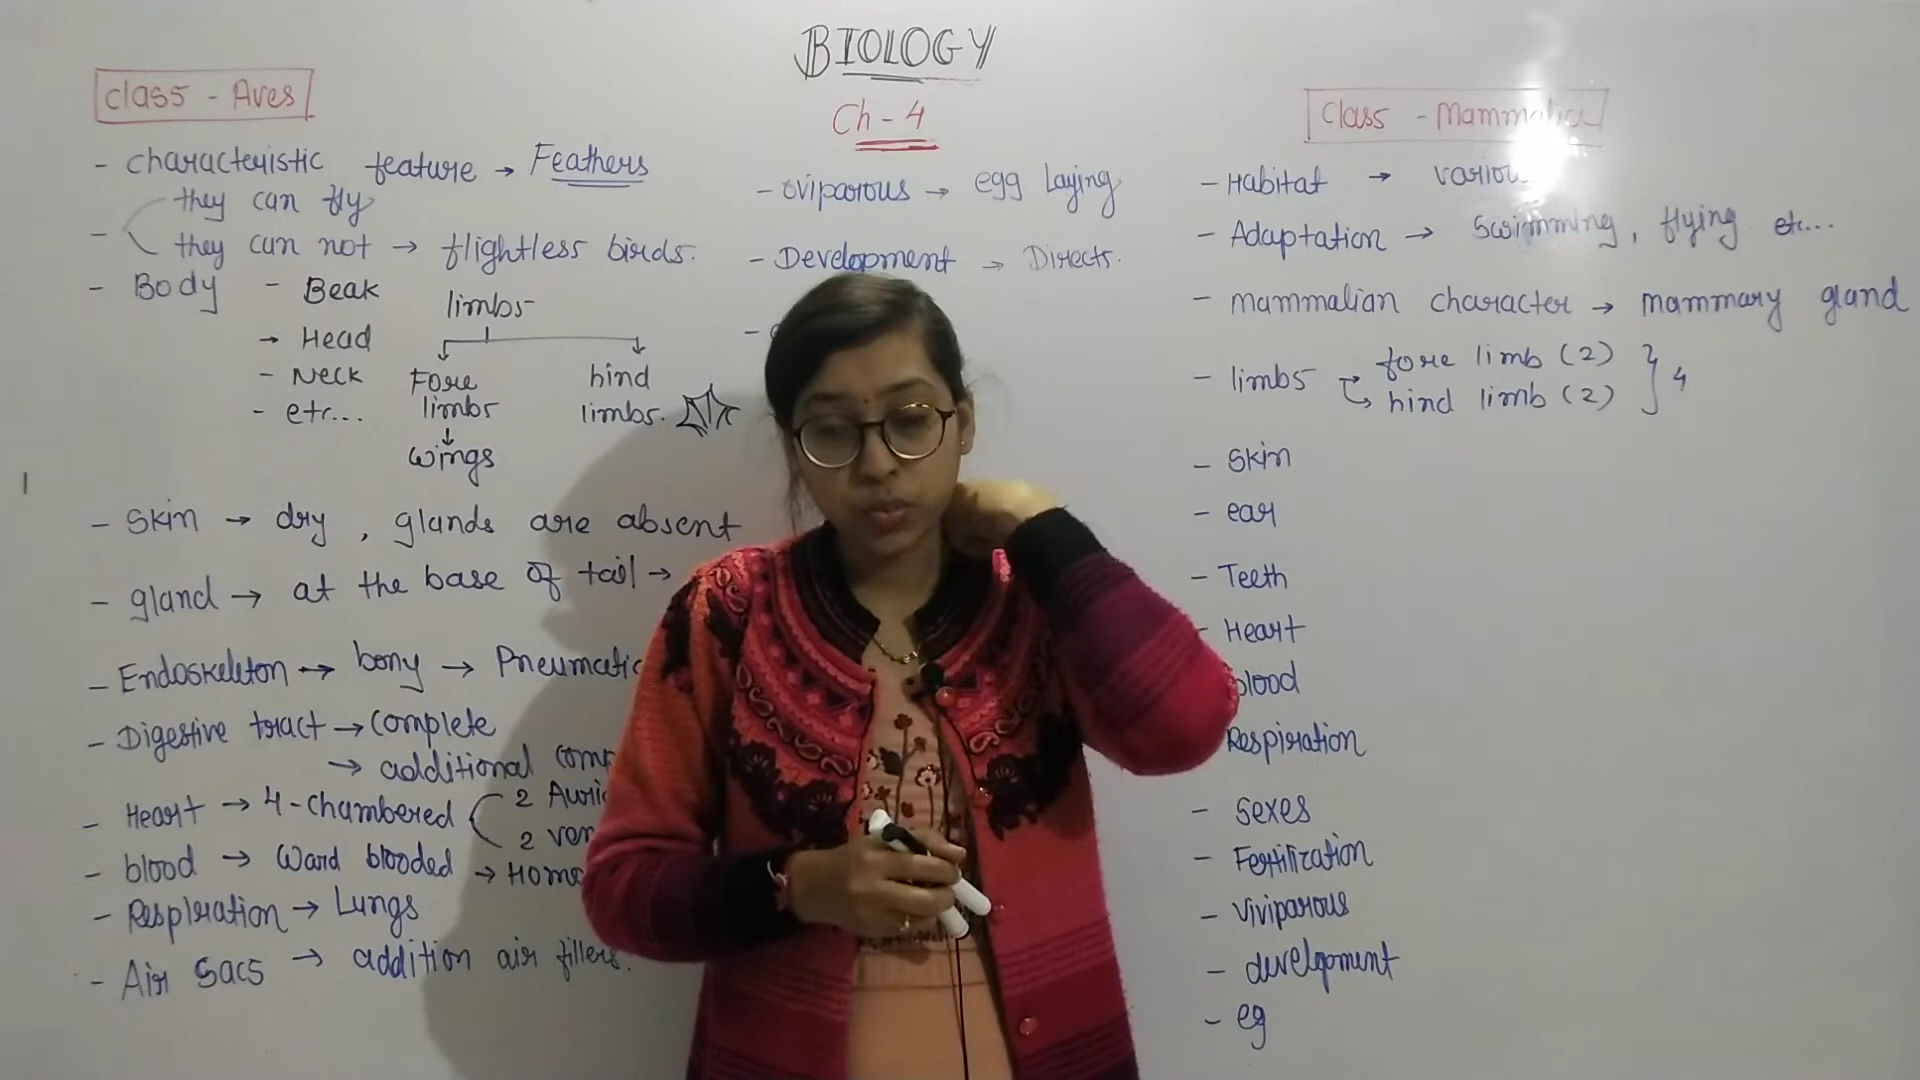 BIOLOGY
Ch - 4
Class - Aves
- characteristic feature → Feathers
- they can fly
they can not → flightless birds.
- Body - Beak
→ Head
- Neck
- etc...
limbs
Fore limbs
wings
hind limbs.
- Skin → dry, glands are absent
- gland → at the base of tail →
- Endoskeleton → bony → Pneumatic
- Digestive tract → complete
→ additional
- Heart → 4-chambered 2
2
- blood → Ward blooded →
- Respiration → Lungs
- Air Sacs → addition air fillers.
- oviparous → egg laying
- Development → Directs.
Class - Mammalia
- Habitat →
- Adaptation → Swimming, flying etc...
- mammalian character → mammary gland
- limbs → fore limb (2)
→ hind limb (2) } 4
- Skin
- ear
- Teeth
- Heart
blood
Respiration
- Sexes
- Fertilization
- Viviparous
- development
- eg